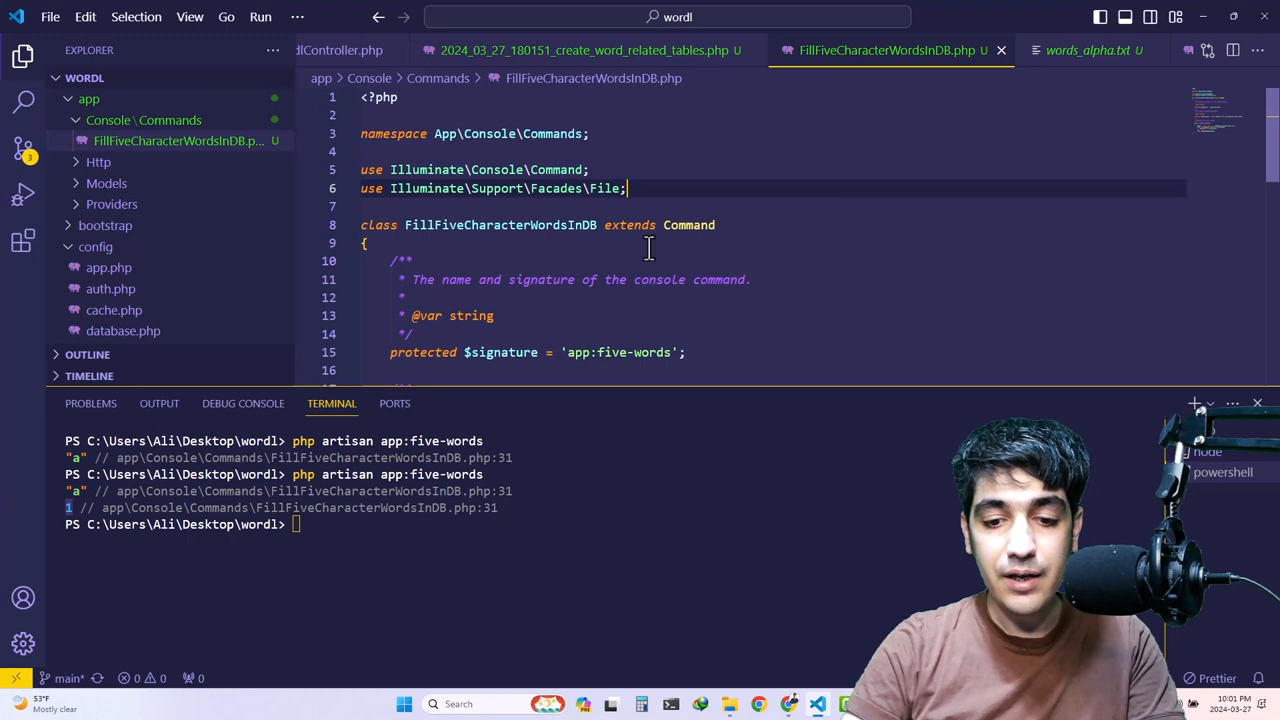 File Edit Selection View Go Run ···
wordl
EXPLORER
dlController.php
2024_03_27_180151_create_word_related_tables.php U
FillFiveCharacterWordsInDB.php U
words_alpha.txt U
WORDL
app > Console > Commands > FillFiveCharacterWordsInDB.php
app
Console\Commands
FillFiveCharacterWordsInDB.p... U
Http
Models
Providers
bootstrap
config
app.php
auth.php
cache.php
database.php
OUTLINE
TIMELINE
1 <?php
2
3 namespace App\Console\Commands;
4
5 use Illuminate\Console\Command;
6 use Illuminate\Support\Facades\File;
7
8 class FillFiveCharacterWordsInDB extends Command
9 {
10 /**
11 * The name and signature of the console command.
12 *
13 * @var string
14 */
15 protected $signature = 'app:five-words';
16
PROBLEMS OUTPUT DEBUG CONSOLE TERMINAL PORTS
PS C:\Users\Ali\Desktop\wordl> php artisan app:five-words
"a" // app\Console\Commands\FillFiveCharacterWordsInDB.php:31
PS C:\Users\Ali\Desktop\wordl> php artisan app:five-words
"a" // app\Console\Commands\FillFiveCharacterWordsInDB.php:31
1 // app\Console\Commands\FillFiveCharacterWordsInDB.php:31
PS C:\Users\Ali\Desktop\wordl>
node
powershell
3
main* 0 0 0
Prettier
53°F
Mostly clear
Search
10:01 PM
2024-03-27